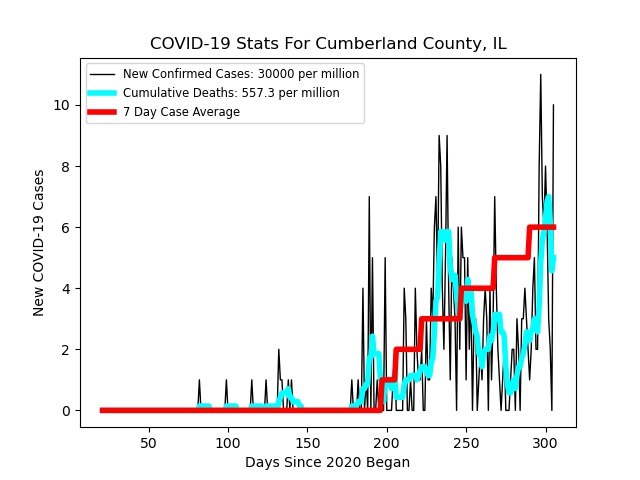 COVID-19 Stats For Cumberland County, IL
New Confirmed Cases: 30000 per million
Cumulative Deaths: 557.3 per million
7 Day Case Average
New COVID-19 Cases
10
8
6
4
2
0
50 100 150 200 250 300
Days Since 2020 Began